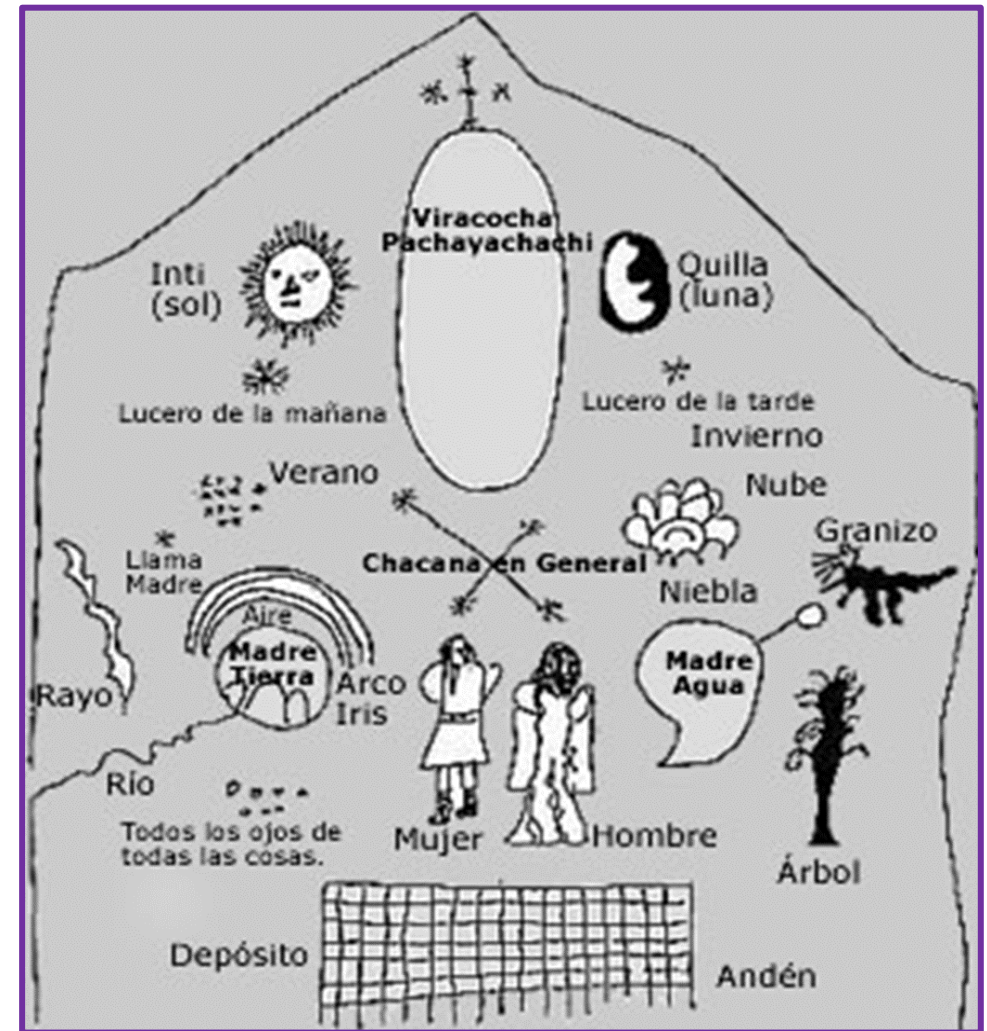 Viracocha
Pachayachachi
Inti
(sol)
Quilla
(luna)
Lucero de la mañana
Lucero de la tarde
Invierno
Verano
Nube
Granizo
Llama
Madre
Chacana en General
Niebla
Aire
Madre
Tierra
Arco
Iris
Madre
Agua
Rayo
Río
Todos los ojos de
todas las cosas.
Mujer
Hombre
Árbol
Depósito
Andén